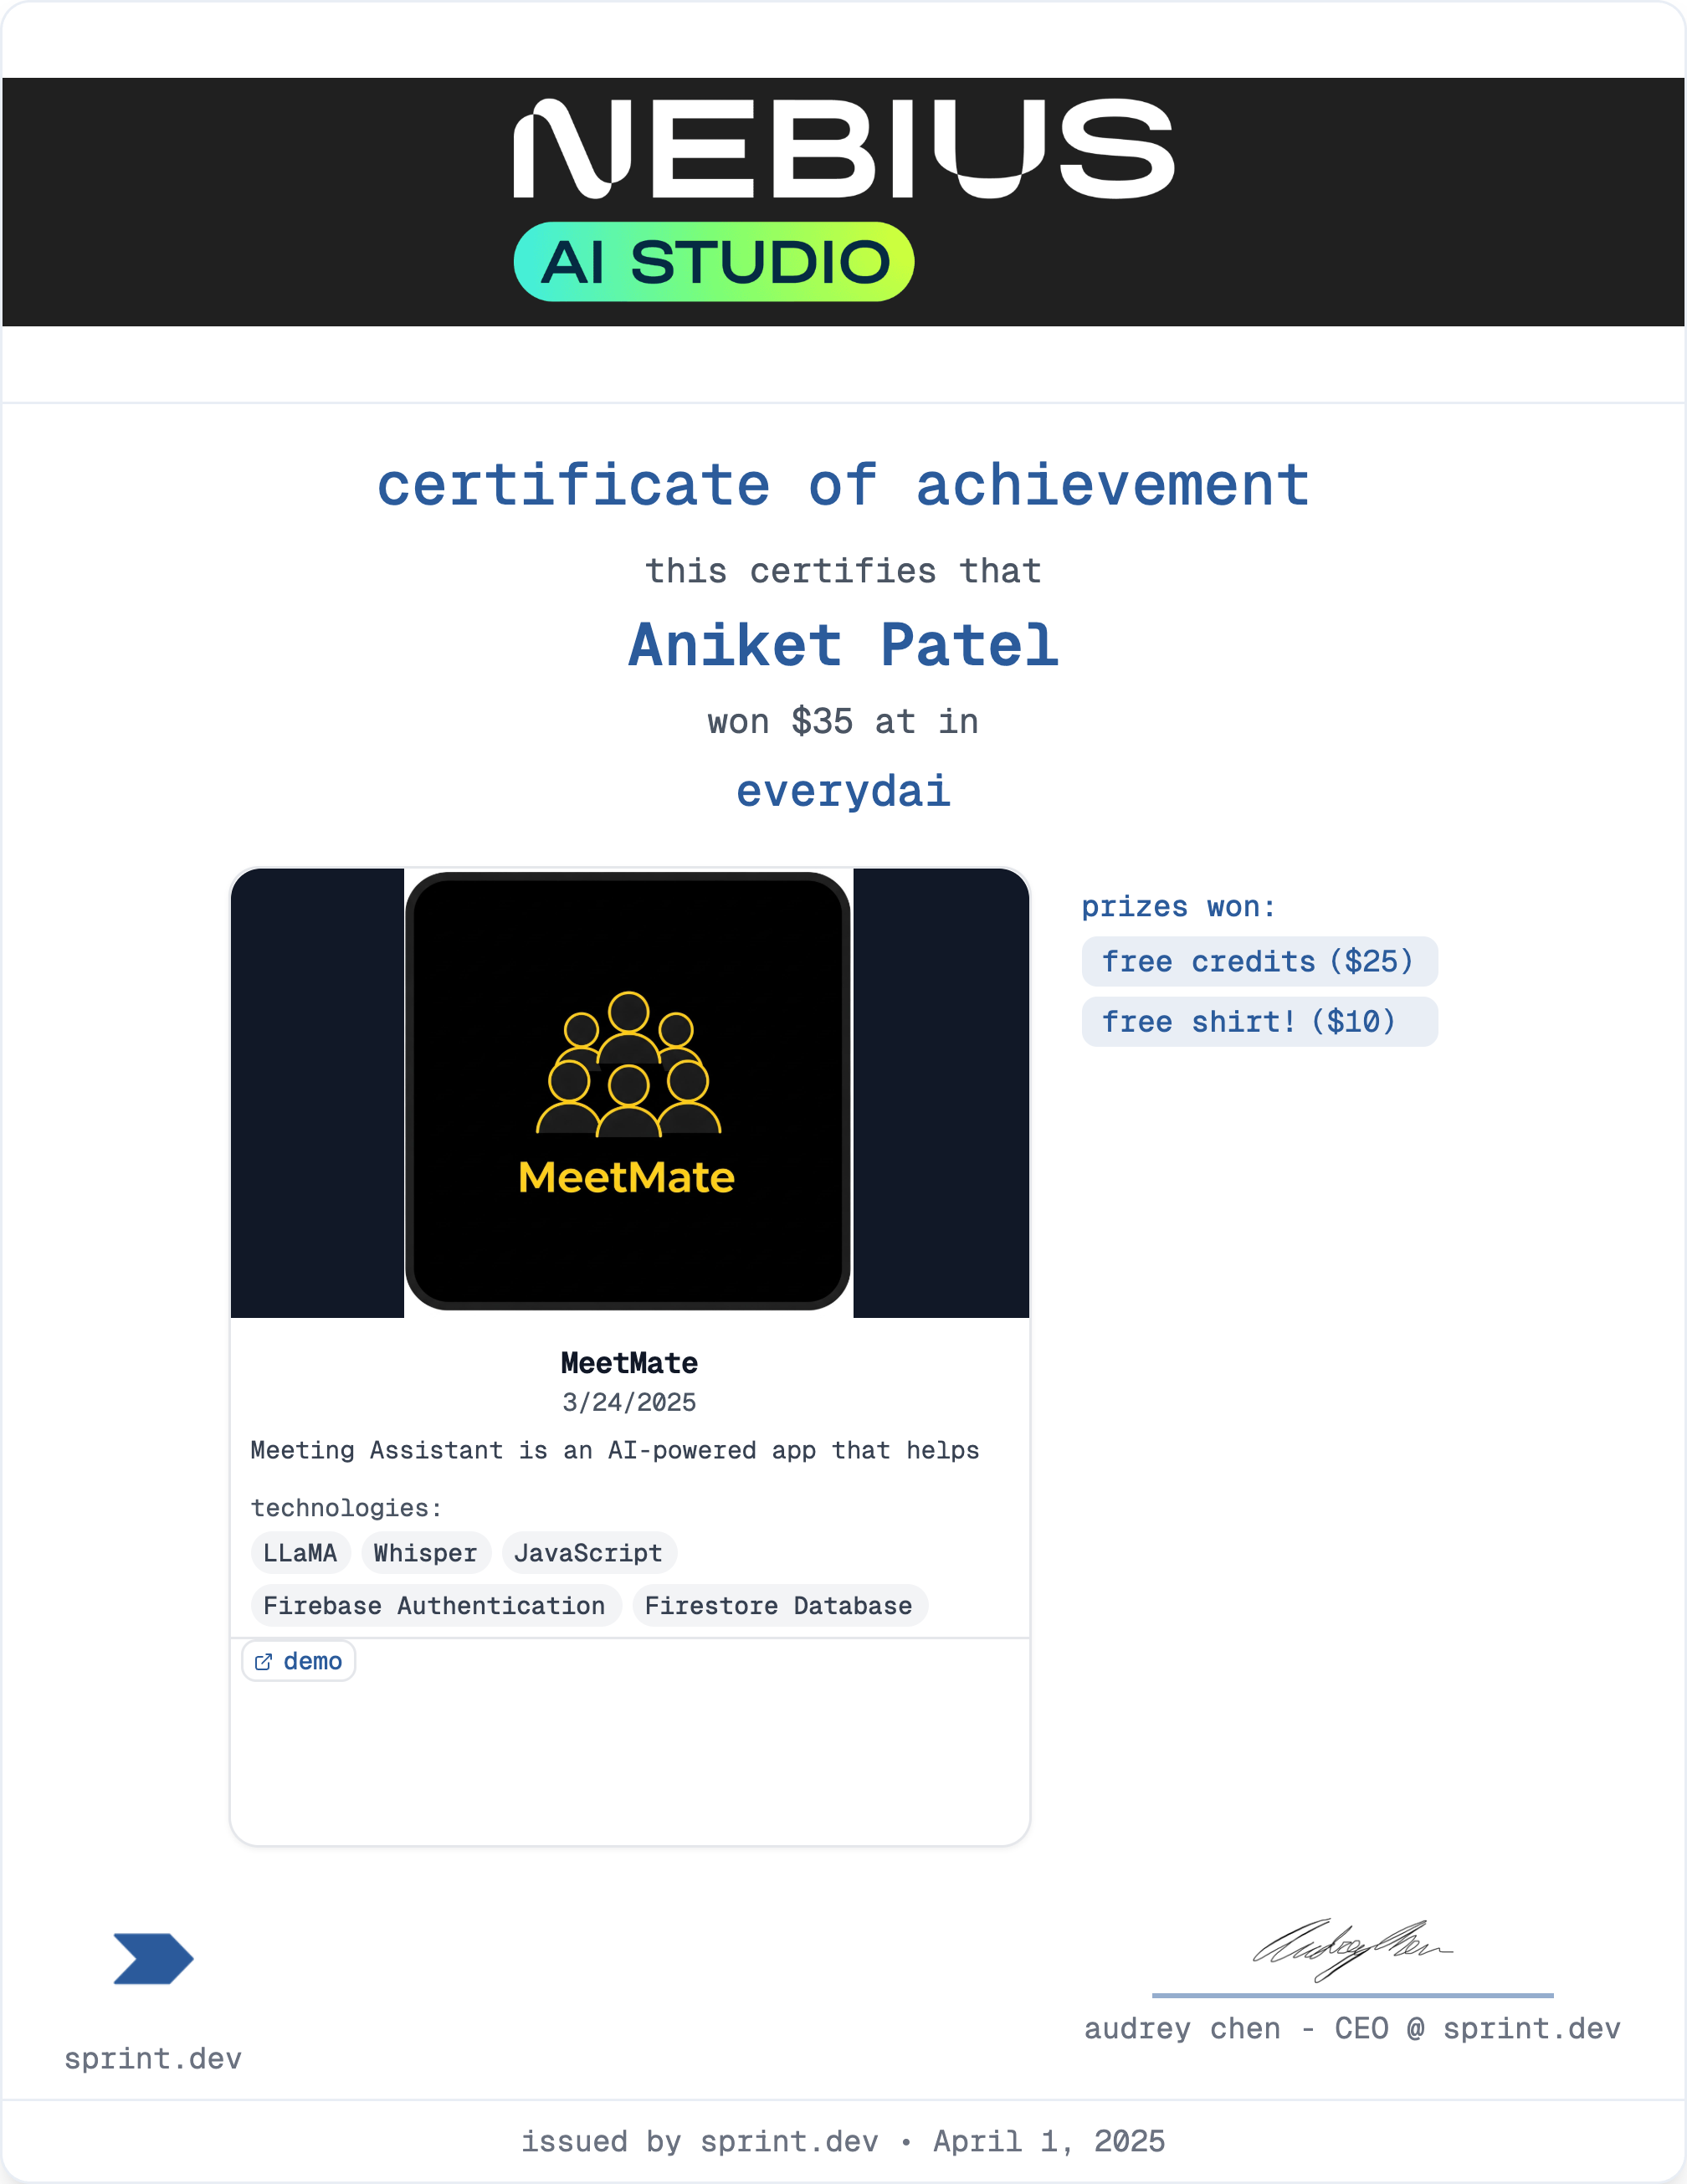 NEBIUS
AI STUDIO
certificate of achievement
this certifies that
Aniket Patel
won $35 at in
everydai
MeetMate
prizes won:
free credits ($25)
free shirt! ($10)
MeetMate
3/24/2025
Meeting Assistant is an AI-powered app that helps
technologies:
LLaMA Whisper JavaScript
Firebase Authentication Firestore Database
demo
Audrey Chen
audrey chen - CEO @ sprint.dev
sprint.dev
issued by sprint.dev • April 1, 2025